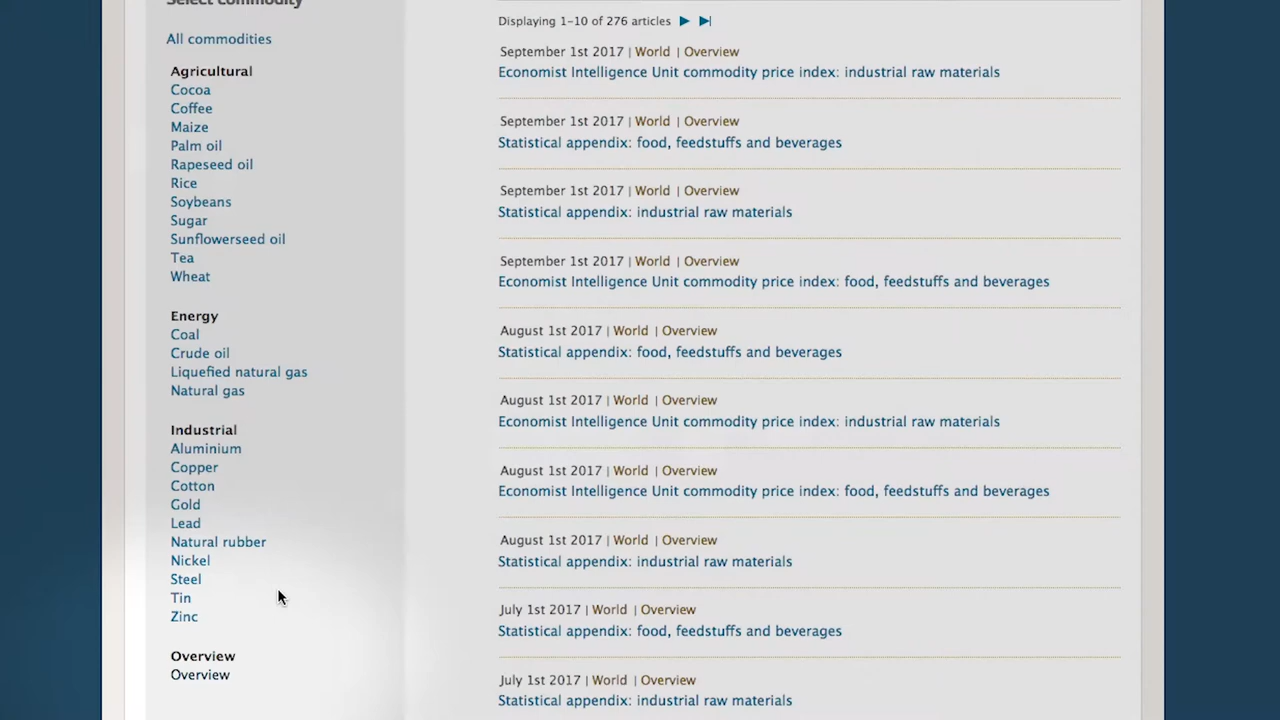 Select commodity
All commodities
Agricultural
Cocoa
Coffee
Maize
Palm oil
Rapeseed oil
Rice
Soybeans
Sugar
Sunflowerseed oil
Tea
Wheat
Energy
Coal
Crude oil
Liquefied natural gas
Natural gas
Industrial
Aluminium
Copper
Cotton
Gold
Lead
Natural rubber
Nickel
Steel
Tin
Zinc
Overview
Overview
Displaying 1–10 of 276 articles
September 1st 2017 | World | Overview
Economist Intelligence Unit commodity price index: industrial raw materials
September 1st 2017 | World | Overview
Statistical appendix: food, feedstuffs and beverages
September 1st 2017 | World | Overview
Statistical appendix: industrial raw materials
September 1st 2017 | World | Overview
Economist Intelligence Unit commodity price index: food, feedstuffs and beverages
August 1st 2017 | World | Overview
Statistical appendix: food, feedstuffs and beverages
August 1st 2017 | World | Overview
Economist Intelligence Unit commodity price index: industrial raw materials
August 1st 2017 | World | Overview
Economist Intelligence Unit commodity price index: food, feedstuffs and beverages
August 1st 2017 | World | Overview
Statistical appendix: industrial raw materials
July 1st 2017 | World | Overview
Statistical appendix: food, feedstuffs and beverages
July 1st 2017 | World | Overview
Statistical appendix: industrial raw materials